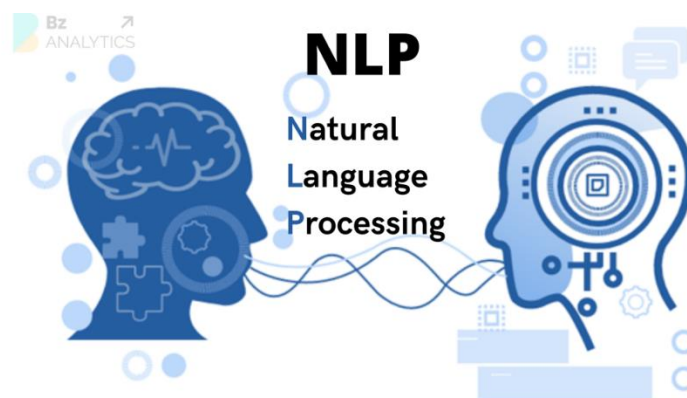 Bz
ANALYTICS
NLP
Natural
Language
Processing